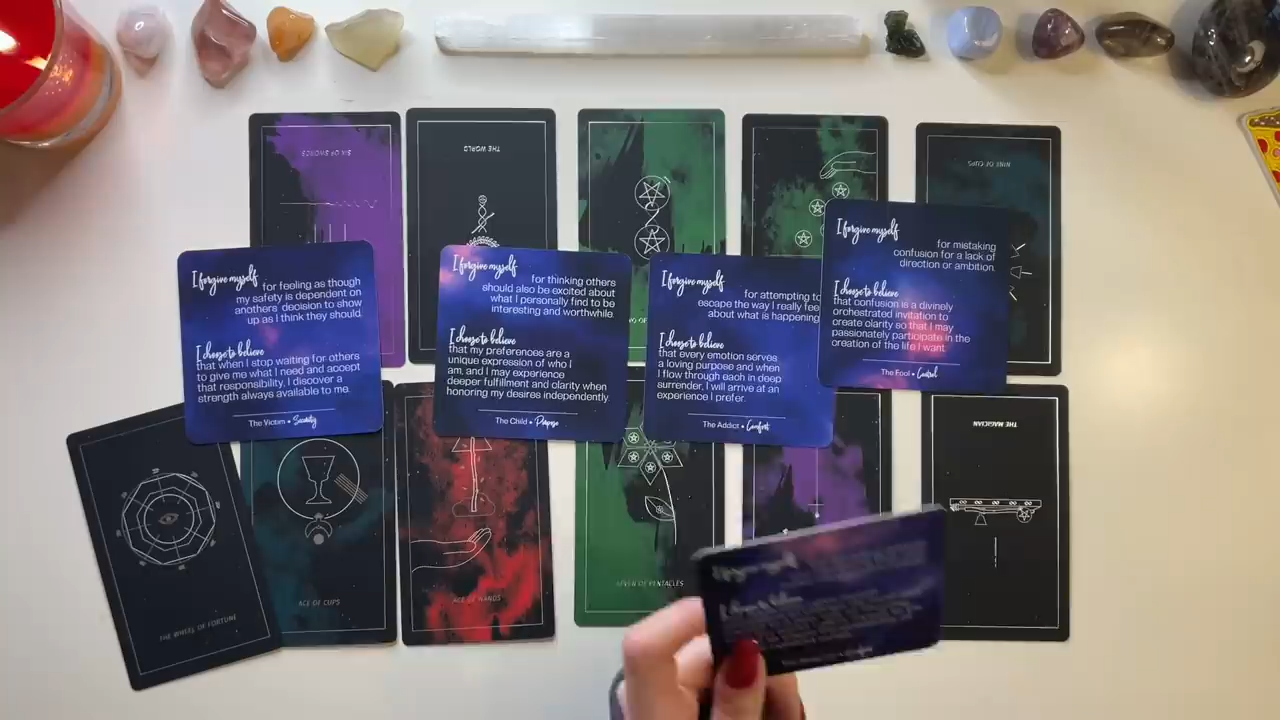 SIX OF SWORDS
THE WORLD
NINE OF CUPS
I forgive myself
for feeling as though
my safety is dependent on
anothers' decision to show
up as I think they should.
I choose to believe
that when I stop waiting for others
to give me what I need and accept
that responsibility, I discover a
strength always available to me.
The Victim • Security
I forgive myself
for thinking others
should also be excited about
what I personally find to be
interesting and worthwhile.
I choose to believe
that my preferences are a
unique expression of who I
am, and I may experience
deeper fulfillment and clarity when
honoring my desires independently.
The Child • Purpose
I forgive myself
for attempting to
escape the way I really feel
about what is happening
I choose to believe
that every emotion serves
a loving purpose and when
I flow through each in deep
surrender, I will arrive at an
experience I prefer.
The Addict • Comfort
I forgive myself
for mistaking
confusion for a lack of
direction or ambition.
I choose to believe
that confusion is a divinely
orchestrated invitation to
create clarity so that I may
passionately participate in the
creation of the life I want.
The Fool • Control
THE WHEEL OF FORTUNE
ACE OF CUPS
ACE OF WANDS
SEVEN OF PENTACLES
THE MAGICIAN